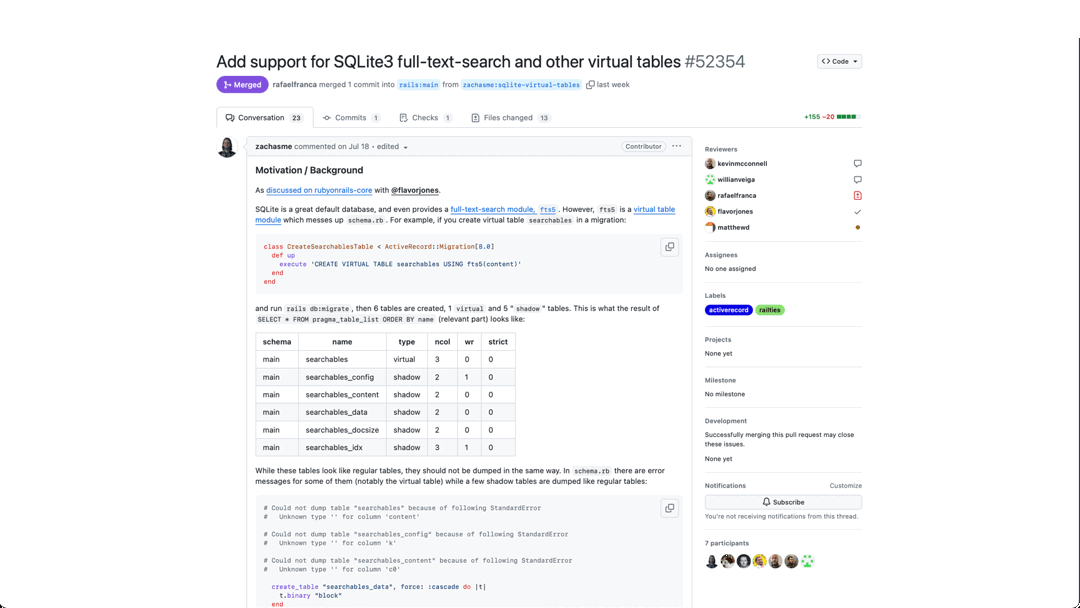 Add support for SQLite3 full-text-search and other virtual tables #52354
Code
Merged rafaelfranca merged 1 commit into rails:main from zachasme:sqlite-virtual-tables last week
Conversation 23 Commits 1 Checks 1 Files changed 13
+155 −20
zachasme commented on Jul 18 • edited
Contributor
Motivation / Background
As discussed on rubyonrails-core with @flavorjones.
SQLite is a great default database, and even provides a full-text-search module, fts5. However, fts5 is a virtual table
module which messes up schema.rb. For example, if you create virtual table searchables in a migration:
class CreateSearchablesTable < ActiveRecord::Migration[8.0]
def up
execute 'CREATE VIRTUAL TABLE searchables USING fts5(content)'
end
end
and run rails db:migrate, then 6 tables are created, 1 virtual and 5 "shadow" tables. This is what the result of
SELECT * FROM pragma_table_list ORDER BY name (relevant part) looks like:
schema name type ncol wr strict
main searchables virtual 3 0 0
main searchables_config shadow 2 1 0
main searchables_content shadow 2 0 0
main searchables_data shadow 2 0 0
main searchables_docsize shadow 2 0 0
main searchables_idx shadow 3 1 0
While these tables look like regular tables, they should not be dumped in the same way. In schema.rb there are error
messages for some of them (notably the virtual table) while a few shadow tables are dumped like regular tables:
# Could not dump table "searchables" because of following StandardError
#   Unknown type '' for column 'content'
# Could not dump table "searchables_config" because of following StandardError
#   Unknown type '' for column 'k'
# Could not dump table "searchables_content" because of following StandardError
#   Unknown type '' for column 'c0'
create_table "searchables_data", force: :cascade do |t|
t.binary "block"
end
Reviewers
kevinmcconnell
willianveiga
rafaelfranca
flavorjones
matthewd
Assignees
No one assigned
Labels
activerecord railties
Projects
None yet
Milestone
No milestone
Development
Successfully merging this pull request may close
these issues.
None yet
Notifications Customize
Subscribe
You're not receiving notifications from this thread.
7 participants